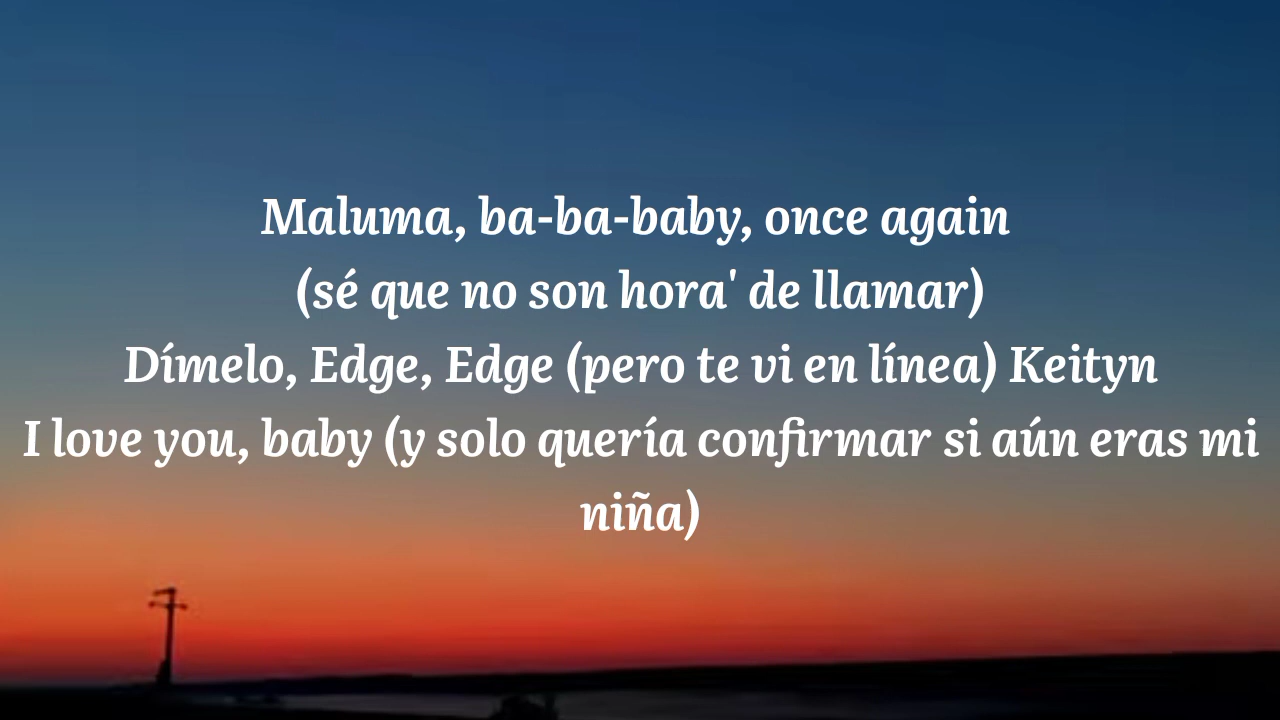 Maluma, ba-ba-baby, once again
(sé que no son hora' de llamar)
Dímelo, Edge, Edge (pero te vi en línea) Keityn
I love you, baby (y solo quería confirmar si aún eras mi
niña)